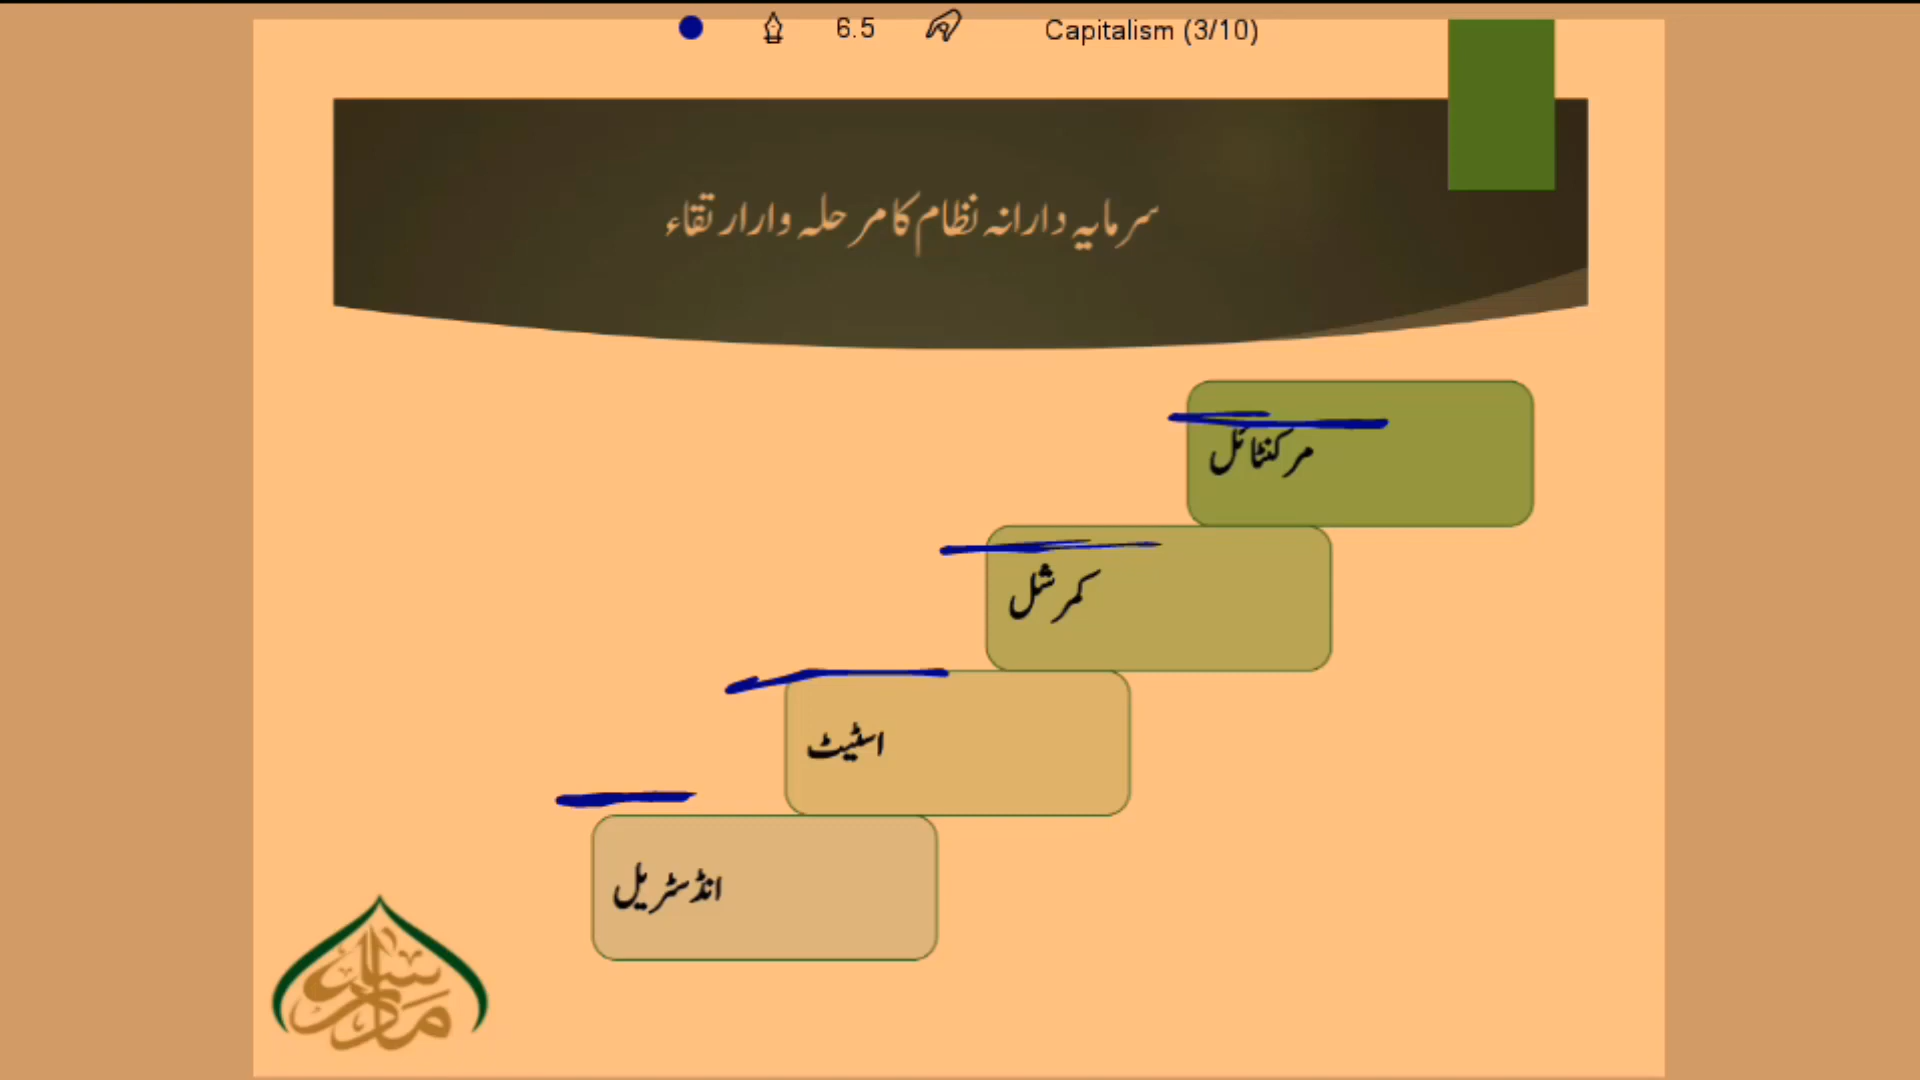 6.5 Capitalism (3/10)
سرمایہ دارانہ نظام کا مرحلہ وار ارتقاء
مرکنٹائل
کمرشل
اسٹیٹ
انڈسٹریل